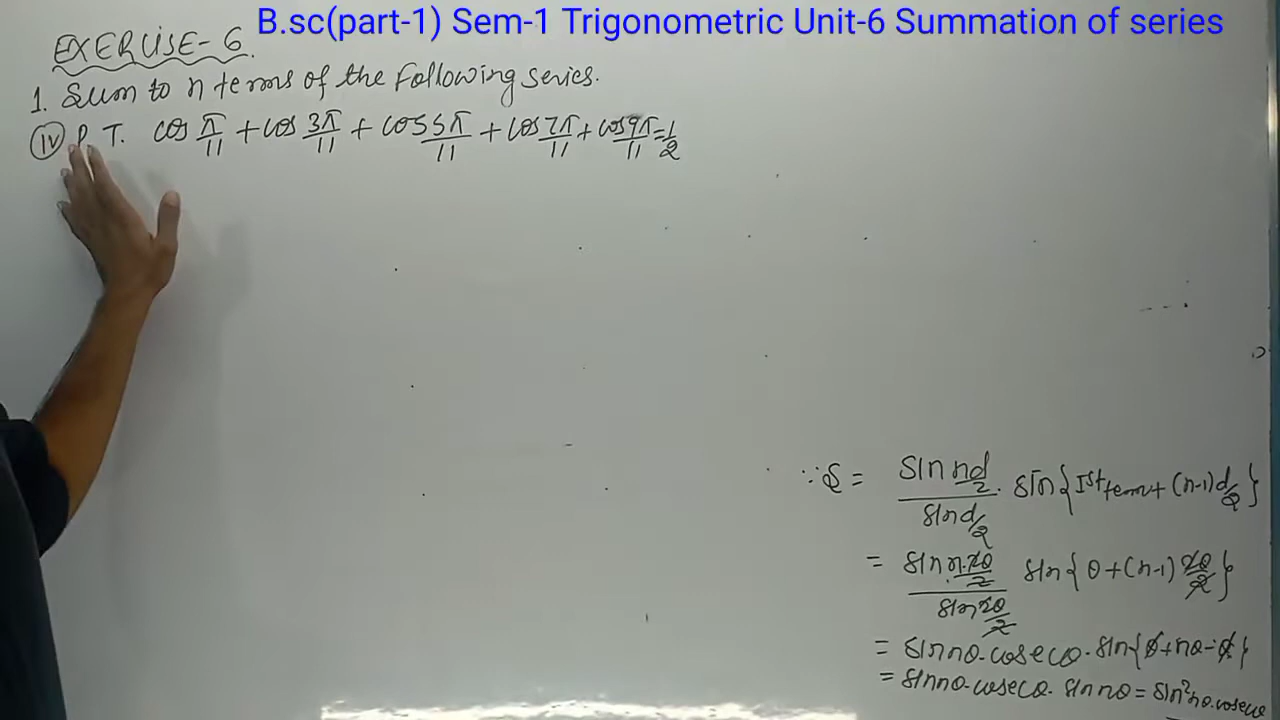 B.sc(part-1) Sem-1 Trigonometric Unit-6 Summation of series
EXERCISE-6.
1. Sum to n terms of the following series.
(iv) P. T. cos π/11 + cos 3π/11 + cos 5π/11 + cos 7π/11 + cos 9π/11 = 1/2
∵ S = sin nd/2 / sin d/2 . sin{Ist term + (n-1)d/2}
= sin n.2θ/2 / sin 2θ/2 sin{θ+(n-1) 2θ/2}
= sin nθ. cosecθ. sin{θ+nθ-θ}
= sin nθ. cosecθ. sin nθ = sin²nθ. cosecθ